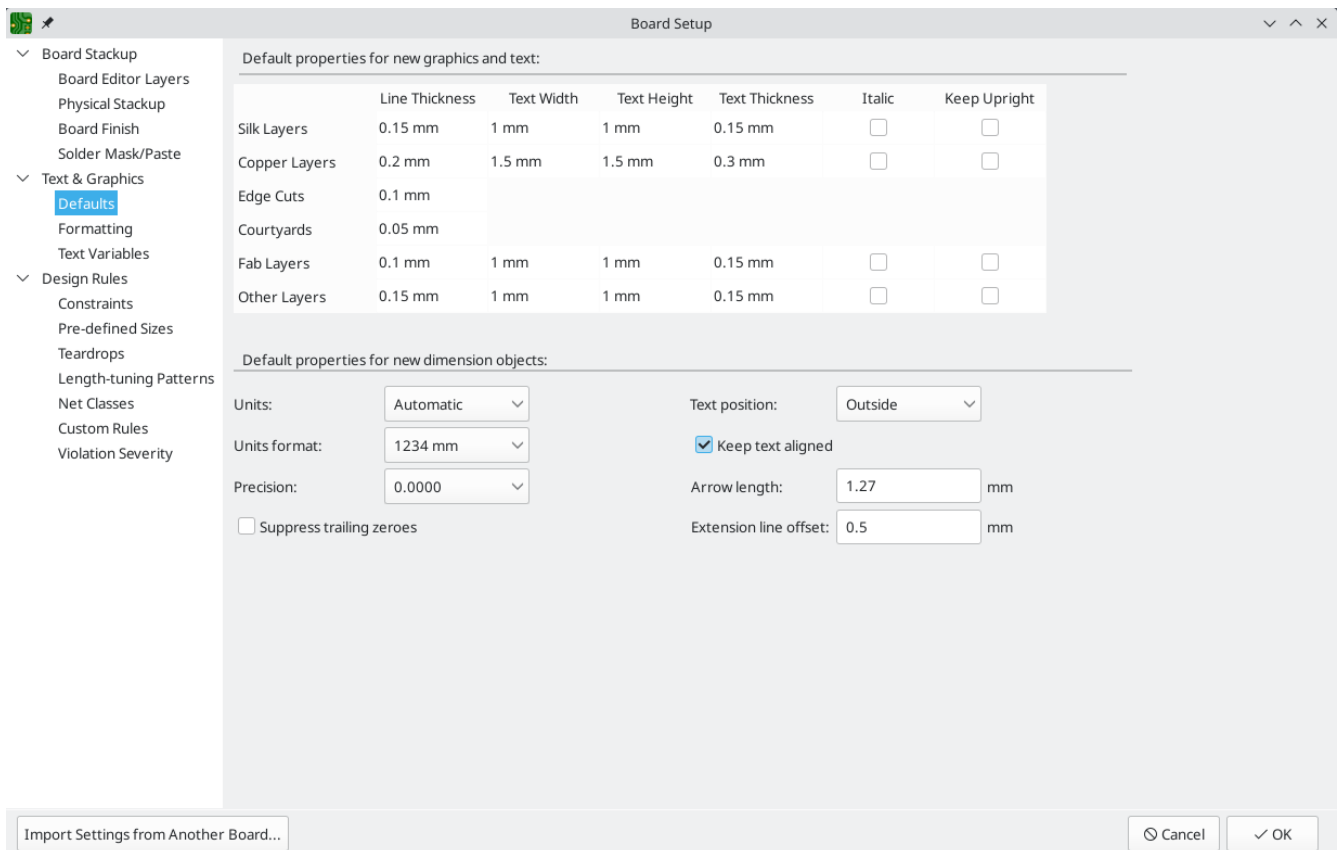 Board Setup
Board Stackup
Board Editor Layers
Physical Stackup
Board Finish
Solder Mask/Paste
Text & Graphics
Defaults
Formatting
Text Variables
Design Rules
Constraints
Pre-defined Sizes
Teardrops
Length-tuning Patterns
Net Classes
Custom Rules
Violation Severity
Default properties for new graphics and text:
Line Thickness Text Width Text Height Text Thickness Italic Keep Upright
Silk Layers 0.15 mm 1 mm 1 mm 0.15 mm
Copper Layers 0.2 mm 1.5 mm 1.5 mm 0.3 mm
Edge Cuts 0.1 mm
Courtyards 0.05 mm
Fab Layers 0.1 mm 1 mm 1 mm 0.15 mm
Other Layers 0.15 mm 1 mm 1 mm 0.15 mm
Default properties for new dimension objects:
Units: Automatic Text position: Outside
Units format: 1234 mm Keep text aligned
Precision: 0.0000 Arrow length: 1.27 mm
Suppress trailing zeroes Extension line offset: 0.5 mm
Import Settings from Another Board... Cancel OK